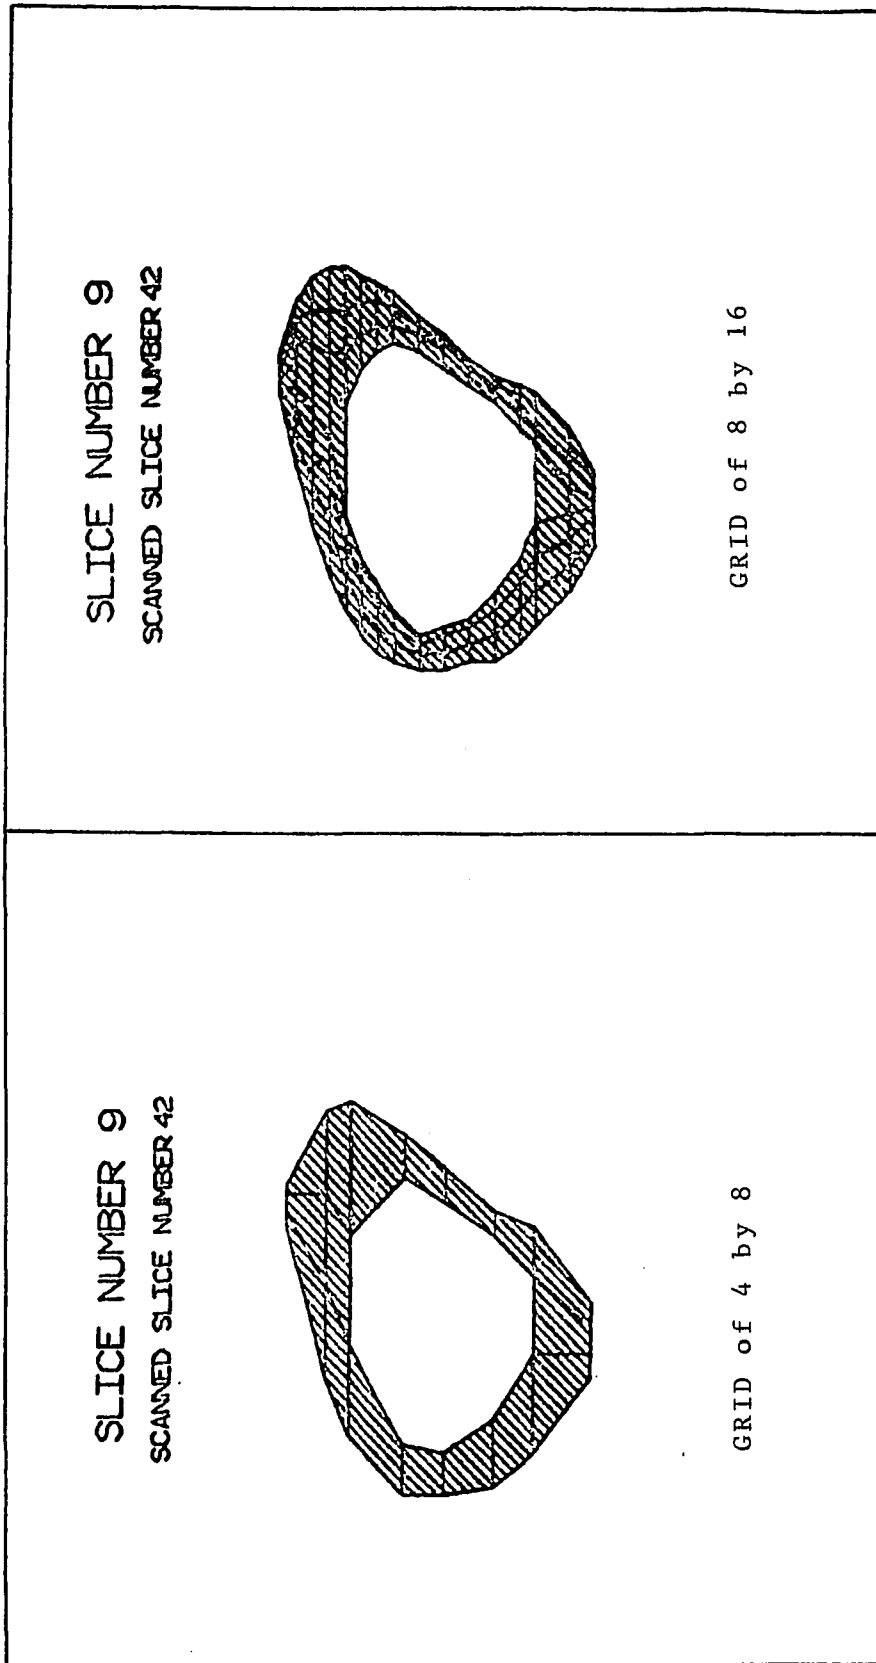 SLICE NUMBER 9
SCANNED SLICE NUMBER 42
GRID of 4 by 8
SLICE NUMBER 9
SCANNED SLICE NUMBER 42
GRID of 8 by 16